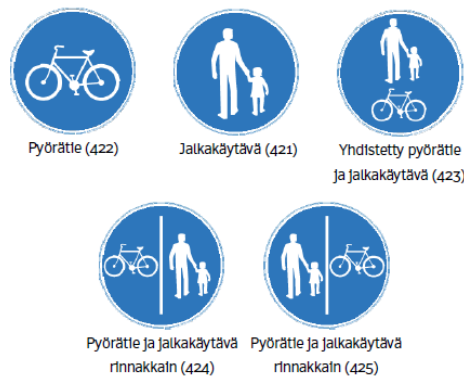 Pyörätie (422)
Jalkakäytävä (421)
Yhdistetty pyörätie
ja jalkakäytävä (423)
Pyörätie ja jalkakäytävä
rinnakkain (424)
Pyörätie ja jalkakäytävä
rinnakkain (425)